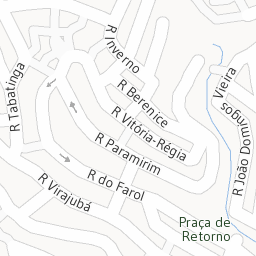 R Inverno
R Tabatinga
R Berenice
Vieira
R Vitória-Régia
R João Domingos
R Paramirim
R do Farol
R Virajubá
Praça de
Retorno